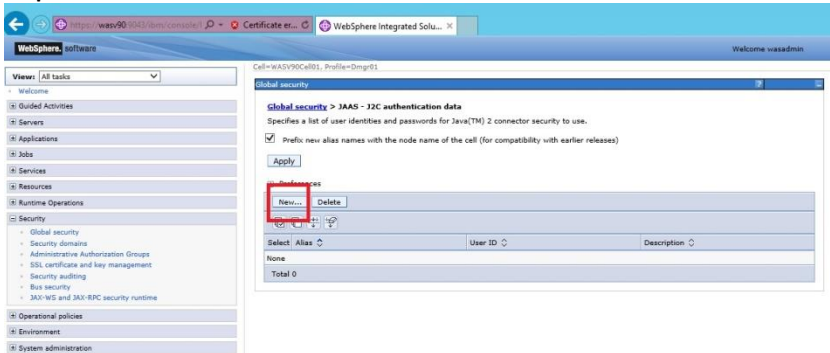 https://wasv90:9043/ibm/console/l
Certificate er...
WebSphere Integrated Solu...
WebSphere. software
Welcome wasadmin
View: All tasks
Welcome
Guided Activities
Servers
Applications
Jobs
Services
Resources
Runtime Operations
Security
Global security
Security domains
Administrative Authorization Groups
SSL certificate and key management
Security auditing
Bus security
JAX-WS and JAX-RPC security runtime
Operational policies
Environment
System administration
Cell=WASV90Cell01, Profile=Dmgr01
Global security
Global security > JAAS - J2C authentication data
Specifies a list of user identities and passwords for Java(TM) 2 connector security to use.
Prefix new alias names with the node name of the cell (for compatibility with earlier releases)
Apply
Preferences
New... Delete
Select Alias User ID Description
None
Total 0